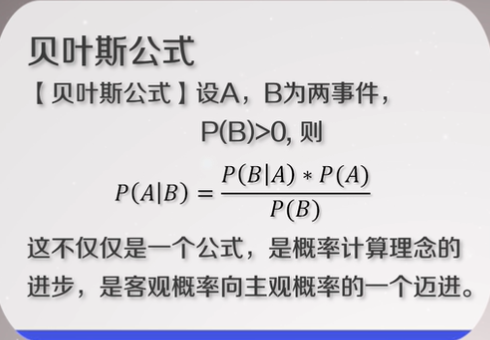 贝叶斯公式
【贝叶斯公式】设A，B为两事件，
P(B)>0, 则
P(A|B) = P(B|A) * P(A) / P(B)
这不仅仅是一个公式，是概率计算理念的
进步，是客观概率向主观概率的一个迈进。